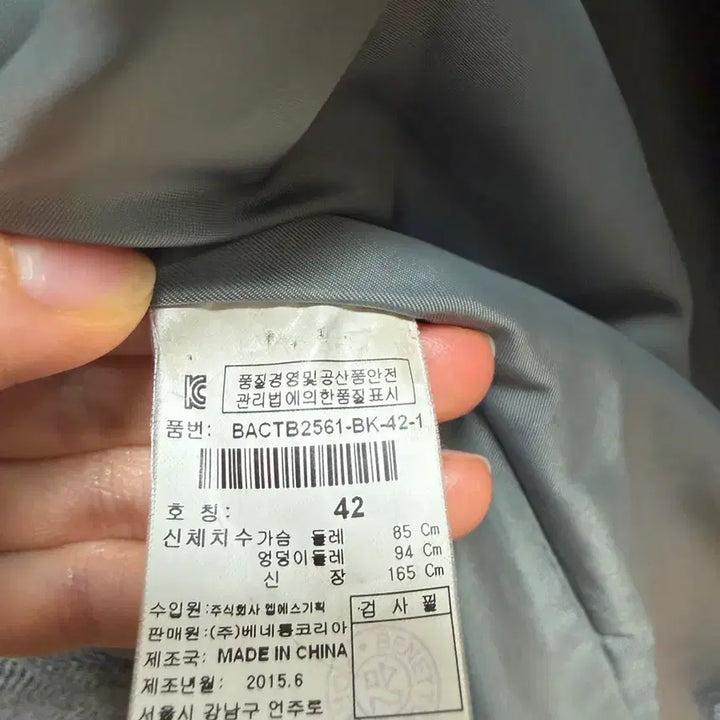 품질경영및공산품안전
관리법에의한품질표시
품번: BACTB2561-BK-42-1
호 칭: 42
신체치수 가슴 둘레 85 Cm
엉덩이둘레 94 Cm
신 장 165 Cm
수입원:주식회사 엡에스기획
검 사 필
판매원:(주)베네통코리아
제조국: MADE IN CHINA
제조년월: 2015.6
서울시 강남구 언주로